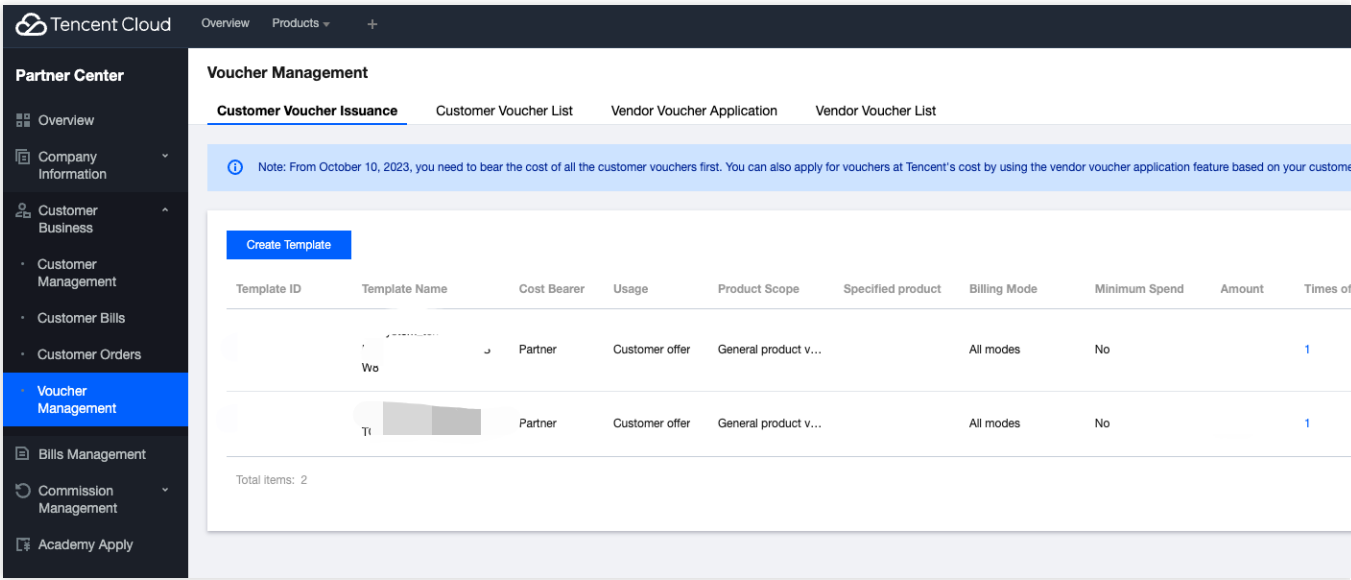 Tencent Cloud
Overview
Products
+
Partner Center
Overview
Company
Information
Customer
Business
Customer
Management
Customer Bills
Customer Orders
Voucher
Management
Bills Management
Commission
Management
Academy Apply
Voucher Management
Customer Voucher Issuance
Customer Voucher List
Vendor Voucher Application
Vendor Voucher List
Note: From October 10, 2023, you need to bear the cost of all the customer vouchers first. You can also apply for vouchers at Tencent's cost by using the vendor voucher application feature based on your custome
Create Template
Template ID Template Name Cost Bearer Usage Product Scope Specified product Billing Mode Minimum Spend Amount Times of
Partner Customer offer General product v... All modes No 1
Partner Customer offer General product v... All modes No 1
Total items: 2